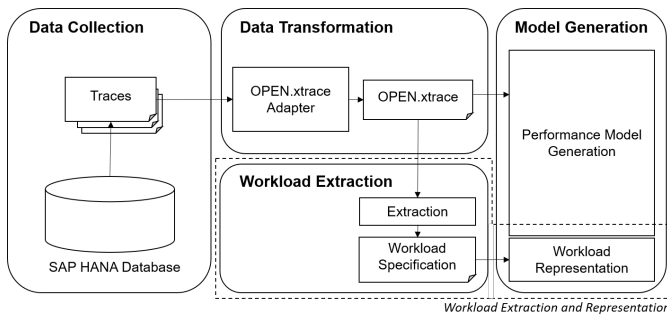 Data Collection
Data Transformation
Model Generation
Traces
OPEN.xtrace
Adapter
OPEN.xtrace
Performance Model
Generation
Workload Extraction
Extraction
Workload
Specification
Workload
Representation
SAP HANA Database
Workload Extraction and Representation